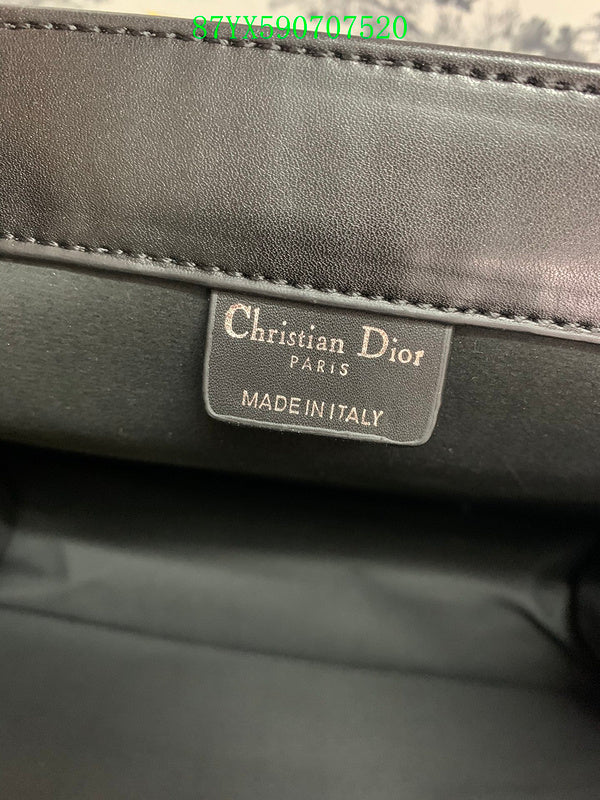 87YX590707520
Christian Dior
PARIS
MADE IN ITALY